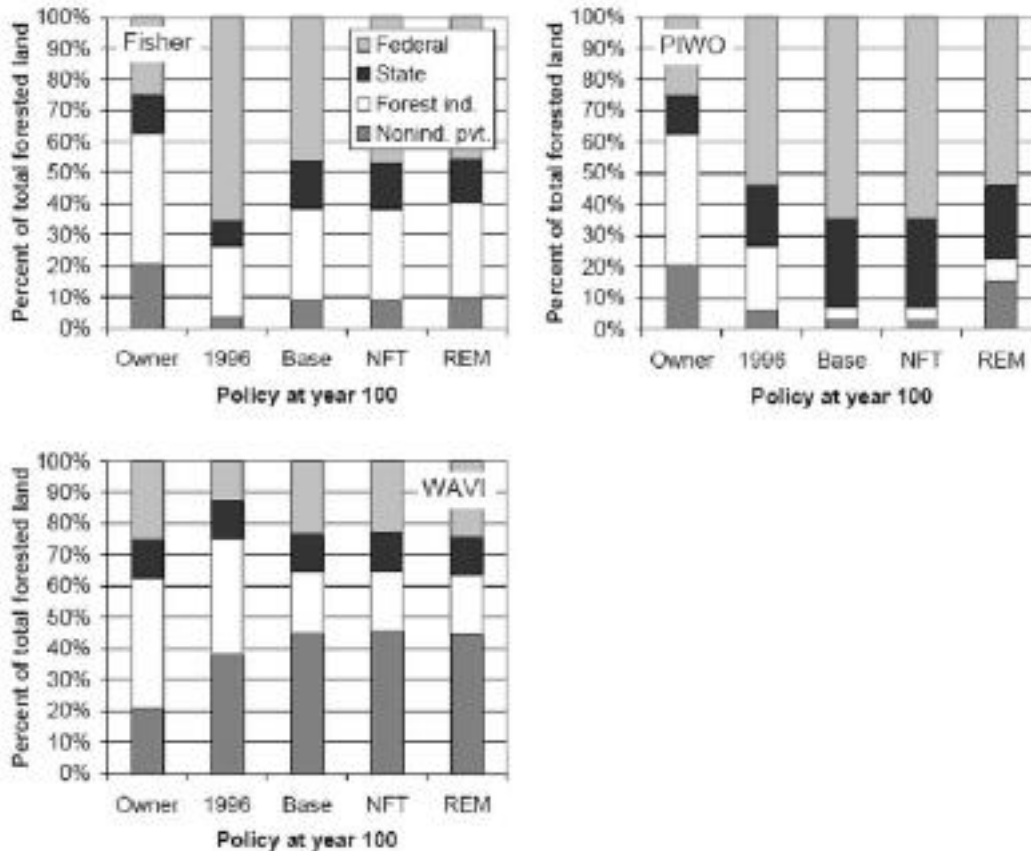 Fisher
Federal
State
Forest ind.
Nonind. pvt.
Percent of total forested land
100%
90%
80%
70%
60%
50%
40%
30%
20%
10%
0%
Owner 1996 Base NFT REM
Policy at year 100
PIWO
Percent of total forested land
100%
90%
80%
70%
60%
50%
40%
30%
20%
10%
0%
Owner 1996 Base NFT REM
Policy at year 100
WAVI
Percent of total forested land
100%
90%
80%
70%
60%
50%
40%
30%
20%
10%
0%
Owner 1996 Base NFT REM
Policy at year 100